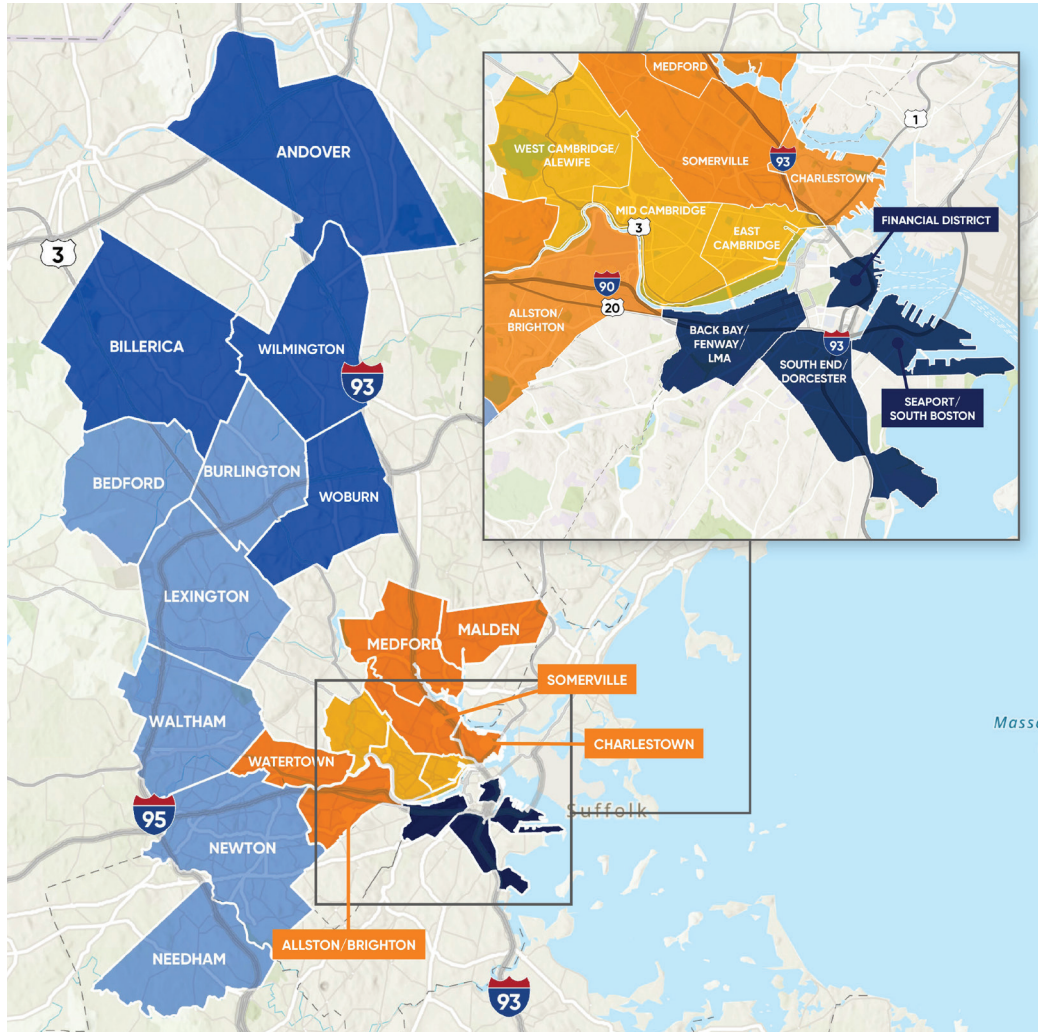 ANDOVER
3
BILLERICA
WILMINGTON
93
BEDFORD
BURLINGTON
WOBURN
LEXINGTON
MEDFORD
MALDEN
SOMERVILLE
WALTHAM
CHARLESTOWN
WATERTOWN
95
Suffolk
NEWTON
ALLSTON/BRIGHTON
NEEDHAM
93
Massa
MEDFORD
1
WEST CAMBRIDGE/
ALEWIFE
SOMERVILLE
93
CHARLESTOWN
MID CAMBRIDGE
3
EAST
CAMBRIDGE
FINANCIAL DISTRICT
90
20
ALLSTON/
BRIGHTON
BACK BAY/
FENWAY/
LMA
93
SOUTH END/
DORCHESTER
SEAPORT/
SOUTH BOSTON